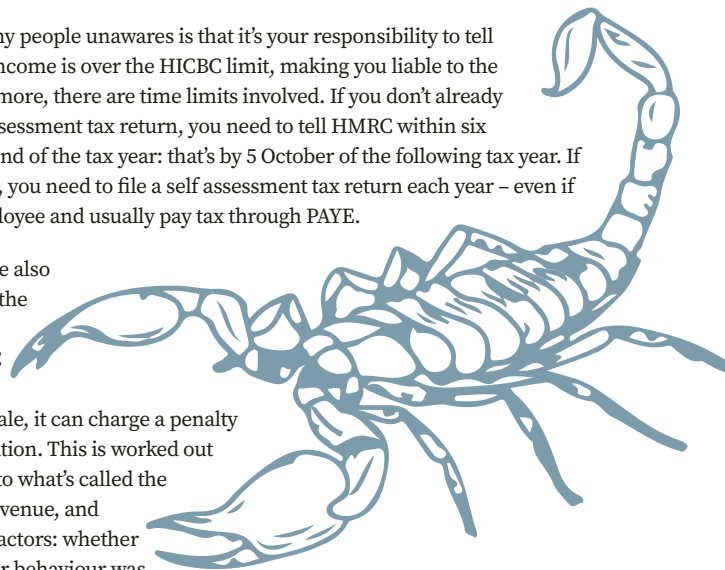 ny people unawares is that it’s your responsibility to tell
ncome is over the HICBC limit, making you liable to the
more, there are time limits involved. If you don’t already
sessment tax return, you need to tell HMRC within six
nd of the tax year: that’s by 5 October of the following tax year. If
, you need to file a self assessment tax return each year – even if
loyee and usually pay tax through PAYE.
e also
the
ale, it can charge a penalty
tion. This is worked out
to what’s called the
venue, and
actors: whether
r behaviour was